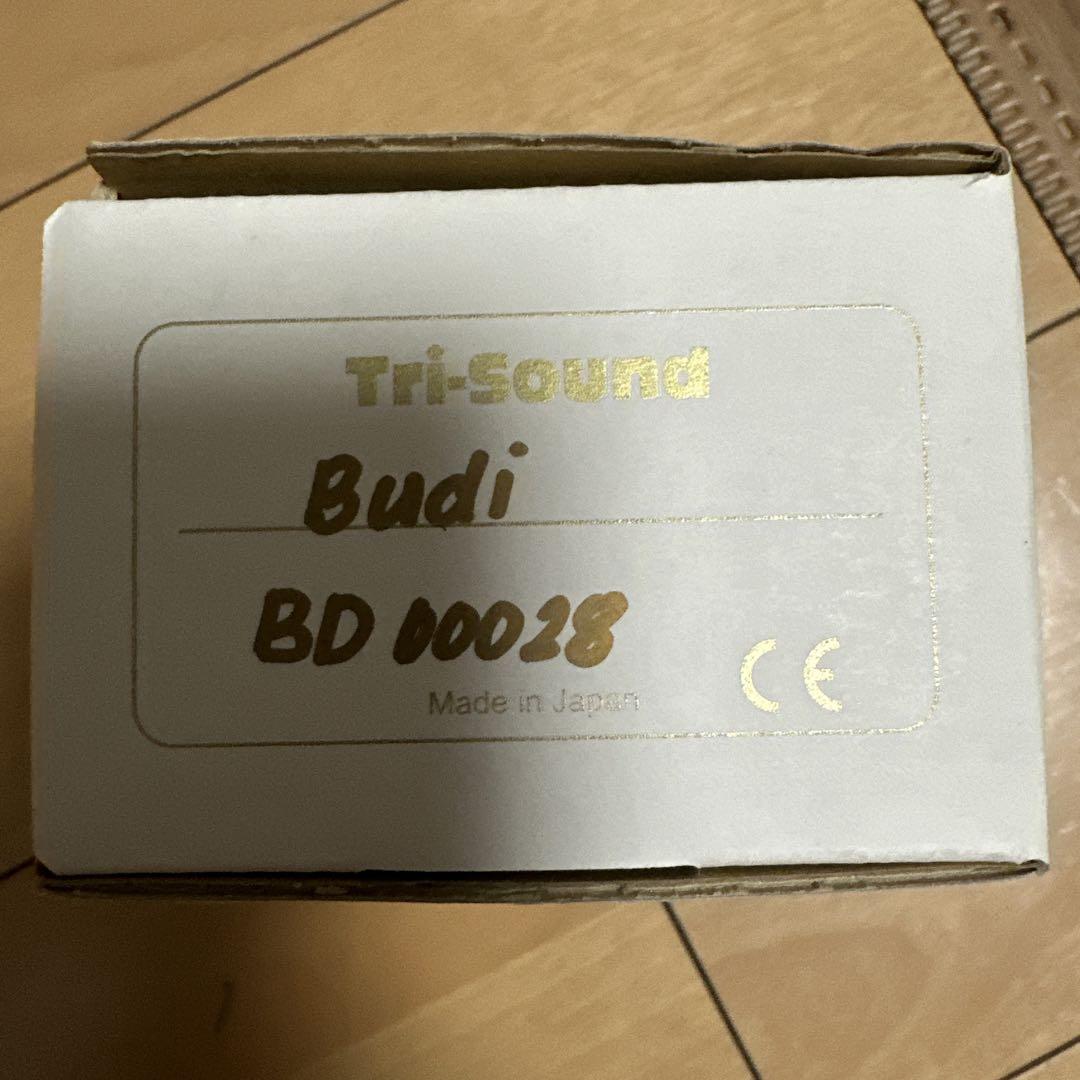 Tri-Sound
Budi
BD 00028
Made in Japan
CE